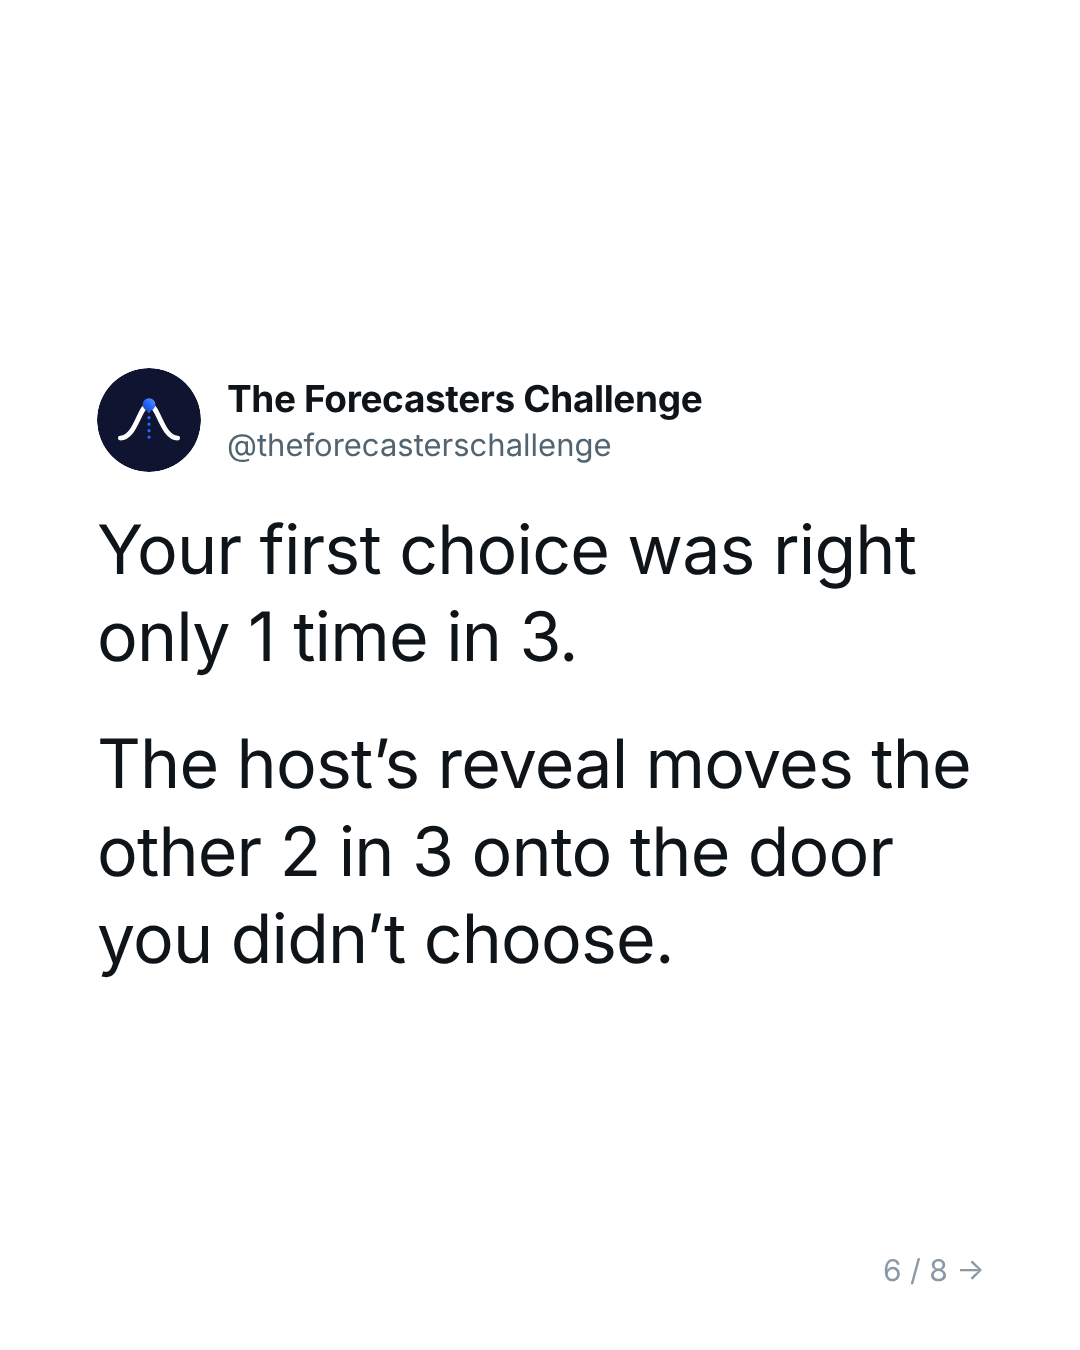 The Forecasters Challenge
@theforecasterschallenge
Your first choice was right
only 1 time in 3.
The host’s reveal moves the
other 2 in 3 onto the door
you didn’t choose.
6 / 8 →